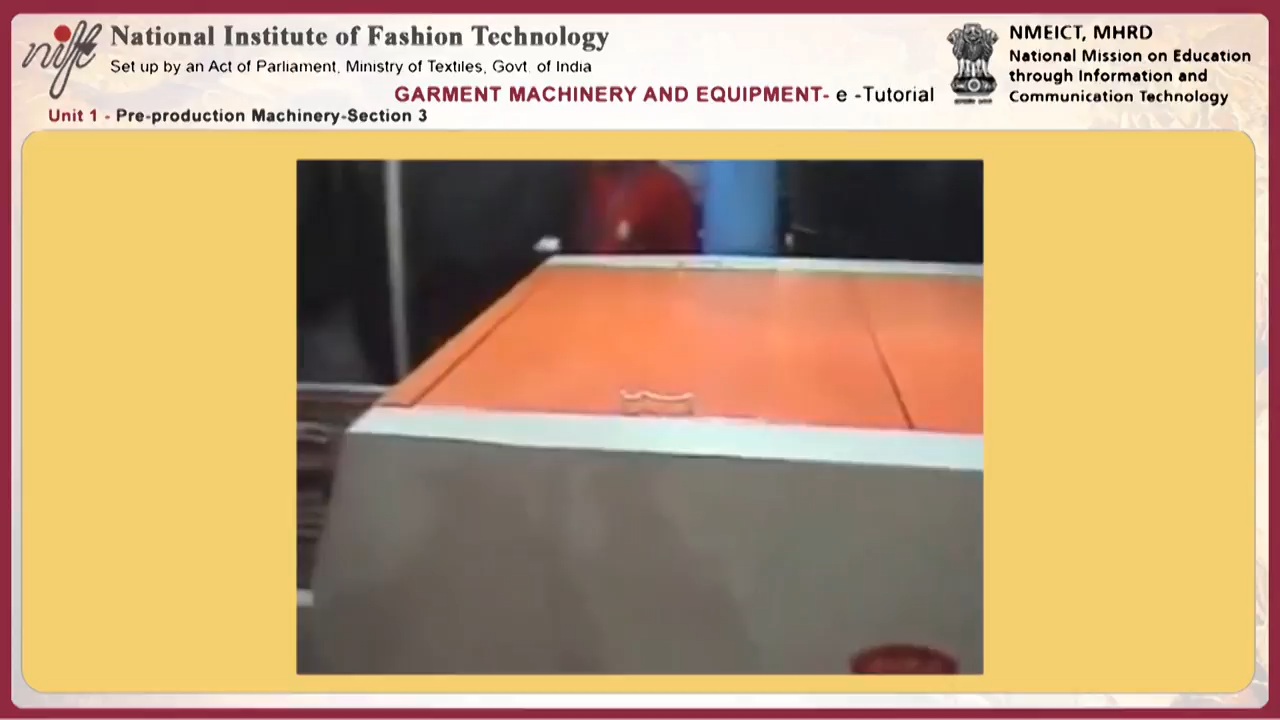 nift
National Institute of Fashion Technology
Set up by an Act of Parliament, Ministry of Textiles, Govt. of India
GARMENT MACHINERY AND EQUIPMENT- e -Tutorial
Unit 1 - Pre-production Machinery-Section 3
NMEICT, MHRD
National Mission on Education
through Information and
Communication Technology